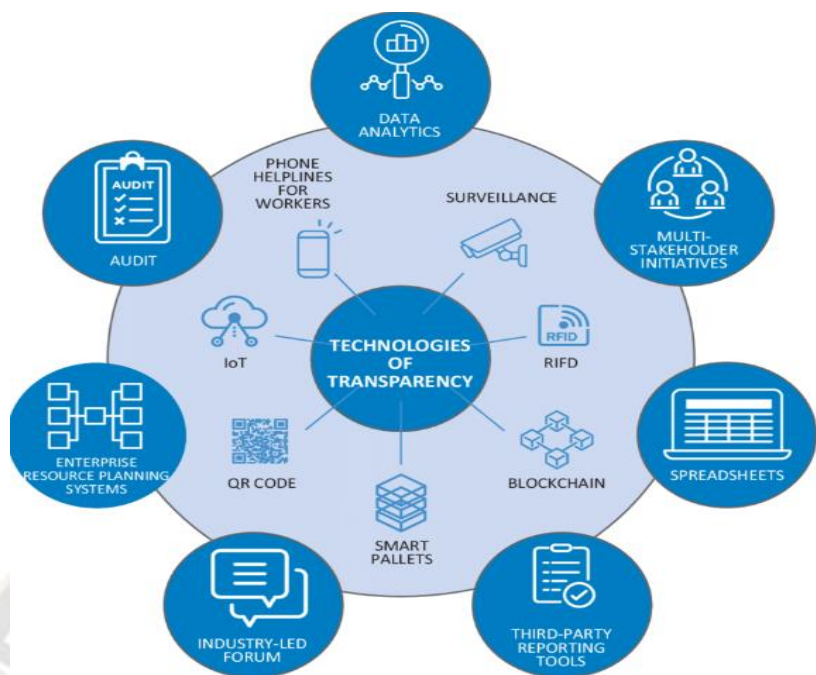 DATA
ANALYTICS
PHONE
HELPLINES
FOR
WORKERS
SURVEILLANCE
AUDIT
AUDIT
MULTI-
STAKEHOLDER
INITIATIVES
IoT
TECHNOLOGIES
OF
TRANSPARENCY
RFID
RIFD
ENTERPRISE
RESOURCE PLANNING
SYSTEMS
QR CODE
BLOCKCHAIN
SPREADSHEETS
SMART
PALLETS
INDUSTRY-LED
FORUM
THIRD-PARTY
REPORTING
TOOLS